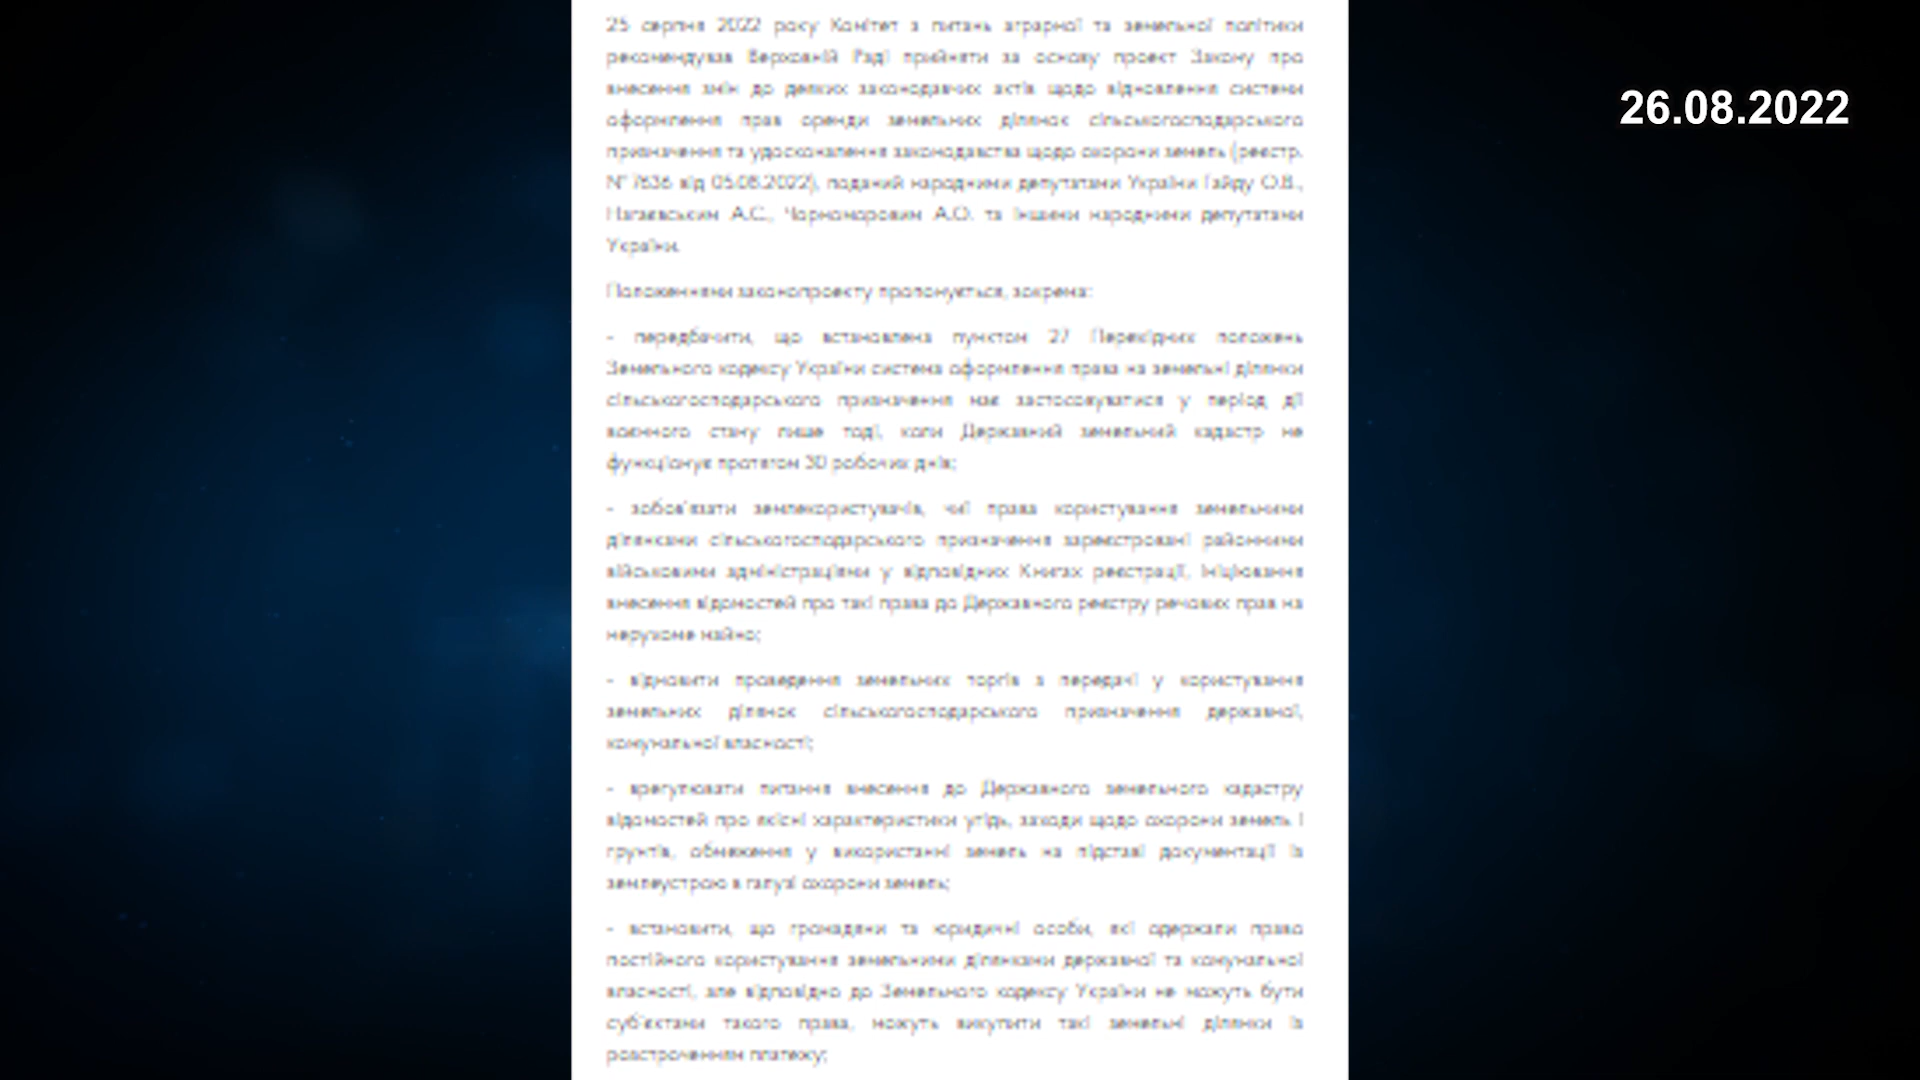 25 серпня 2022 року Комітет з питань аграрної та земельної політики
рекомендував Верховній Раді прийняти за основу проект Закону про
внесення змін до деяких законодавчих актів щодо відновлення системи
оформлення прав оренди земельних ділянок сільськогосподарського
призначення та удосконалення законодавства щодо охорони земель (реєстр.
№ 7636 від 05.08.2022), поданий народними депутатами України Гайду О.В.,
Нагаєвським А.С., Чорноморовим А.О. та іншими народними депутатами
України.
Положеннями законопроекту пропонується, зокрема:
- передбачити, що встановлена пунктом 27 Перехідних положень
Земельного кодексу України система оформлення права на земельні ділянки
сільськогосподарського призначення має застосовуватися у період дії
воєнного стану лише тоді, коли Державний земельний кадастр не
функціонує протягом 30 робочих днів;
- зобов'язати землекористувачів, чиї права користування земельними
ділянками сільськогосподарського призначення зареєстровані районними
військовими адміністраціями у відповідних Книгах реєстрації, ініціювання
внесення відомостей про такі права до Державного реєстру речових прав на
нерухоме майно;
- відновити проведення земельних торгів з передачі у користування
земельних ділянок сільськогосподарського призначення державної,
комунальної власності;
- врегулювати питання внесення до Державного земельного кадастру
відомостей про якісні характеристики угідь, заходи щодо охорони земель і
ґрунтів, обмеження у використанні земель на підставі документації із
землеустрою в галузі охорони земель;
- встановити, що громадяни та юридичні особи, які одержали права
постійного користування земельними ділянками державної та комунальної
власності, але відповідно до Земельного кодексу України не можуть бути
суб'єктами такого права, можуть викупити такі земельні ділянки із
розстроченням платежу;
26.08.2022